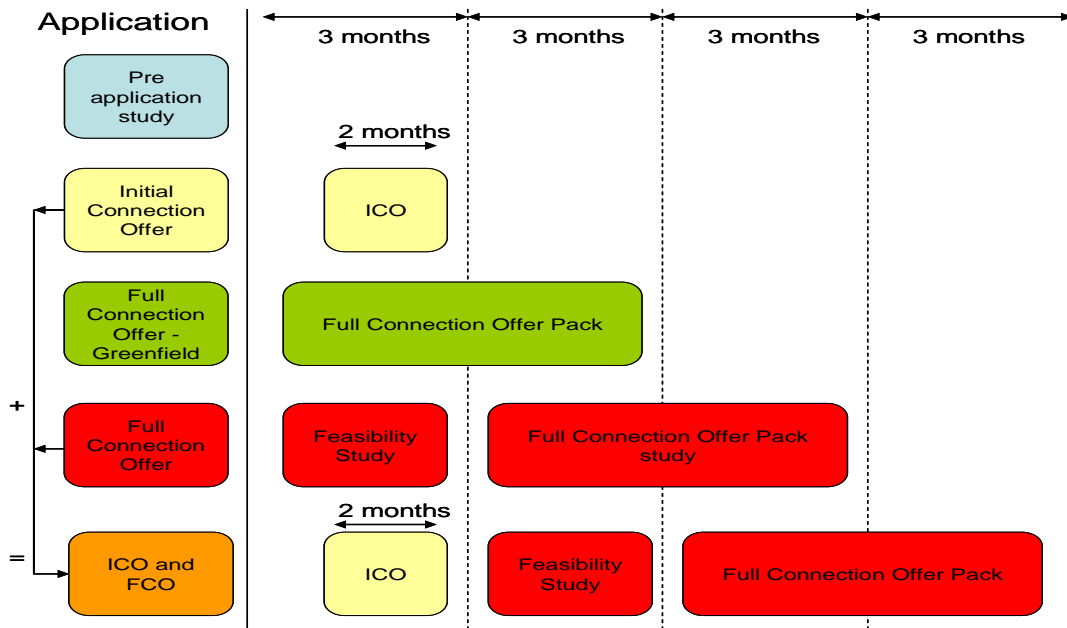 Application
3 months
3 months
3 months
3 months
Pre
application
study
2 months
Initial
Connection
Offer
ICO
Full
Connection
Offer -
Greenfield
Full Connection Offer Pack
+
Full
Connection
Offer
Feasibility
Study
Full Connection Offer Pack
study
2 months
=
ICO and
FCO
ICO
Feasibility
Study
Full Connection Offer Pack